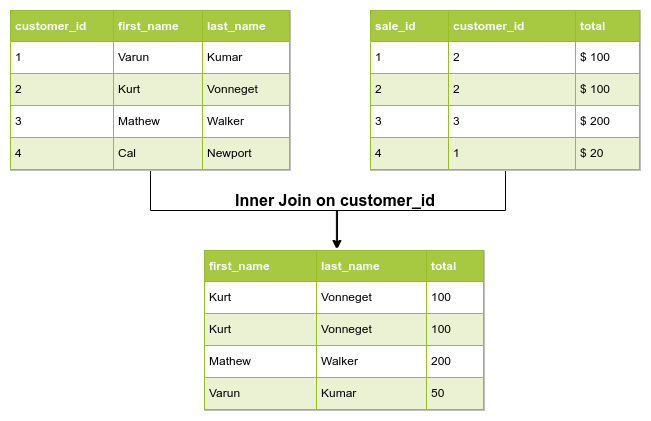 customer_id first_name last_name
1 Varun Kumar
2 Kurt Vonneget
3 Mathew Walker
4 Cal Newport
sale_id customer_id total
1 2 $ 100
2 2 $ 100
3 3 $ 200
4 1 $ 20
Inner Join on customer_id
first_name last_name total
Kurt Vonneget 100
Kurt Vonneget 100
Mathew Walker 200
Varun Kumar 50